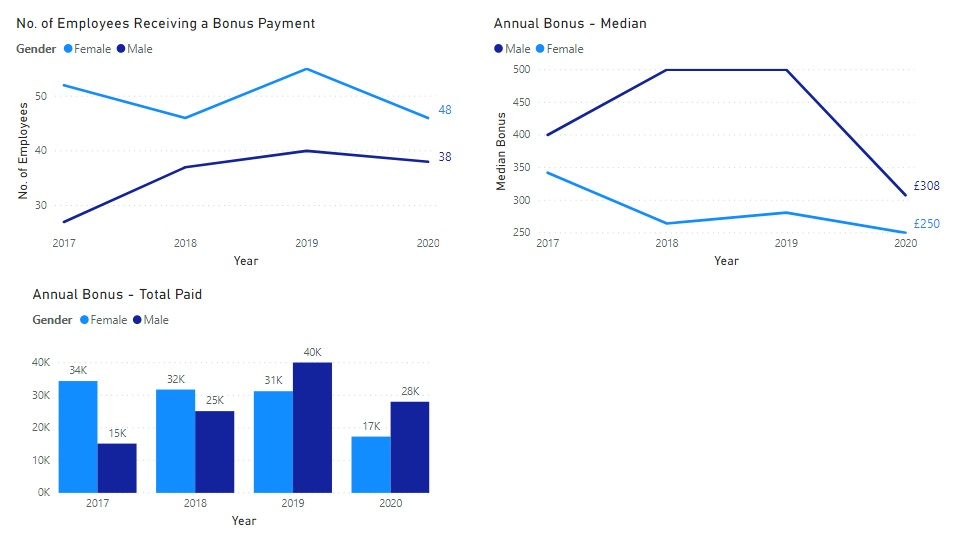 No. of Employees Receiving a Bonus Payment
Gender Female Male
No. of Employees
50
40
30
48
38
2017 2018 2019 2020
Year
Annual Bonus - Median
Male Female
Median Bonus
500
450
400
350
300
250
£308
£250
2017 2018 2019 2020
Year
Annual Bonus - Total Paid
Gender Female Male
40K
30K
20K
10K
0K
34K 15K 32K 25K 31K 40K 17K 28K
2017 2018 2019 2020
Year